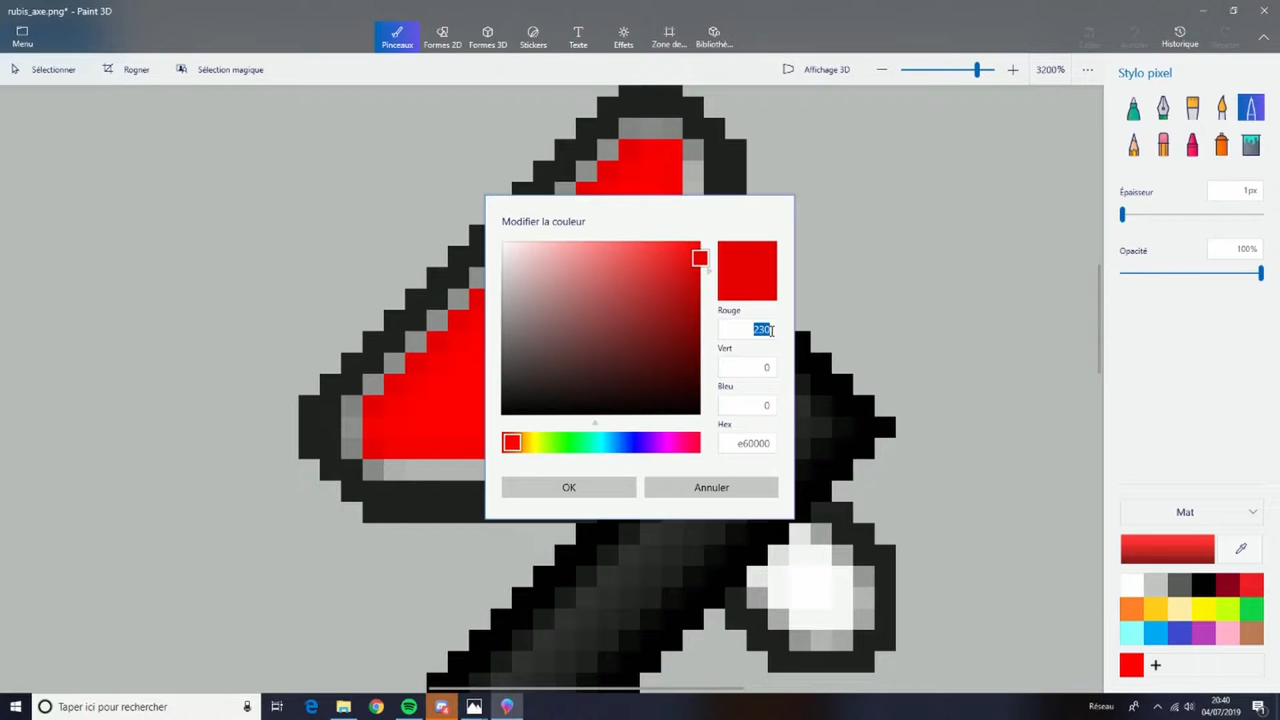 rubis_axe.png* - Paint 3D
Menu
Pinceaux
Formes 2D
Formes 3D
Stickers
Texte
Effets
Zone de...
Bibliothè...
Historique
Sélectionner
Rogner
Sélection magique
Affichage 3D
3200%
Stylo pixel
Épaisseur
1px
Opacité
100%
Modifier la couleur
Rouge
230
Vert
0
Bleu
0
Hex
e60000
OK
Annuler
Mat
Taper ici pour rechercher
Réseau
20:40
04/07/2019